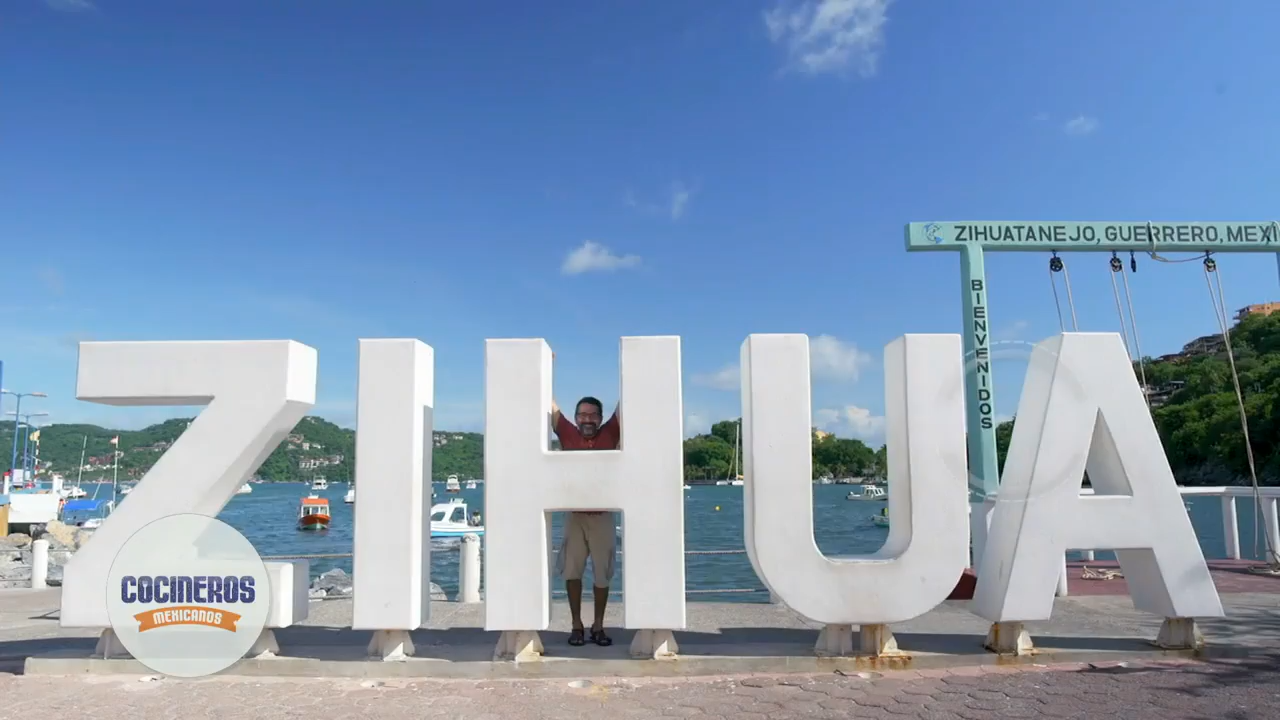 ZIHUATANEJO, GUERRERO, MEXI
BIENVENIDOS
ZIHUA
COCINEROS
MEXICANOS